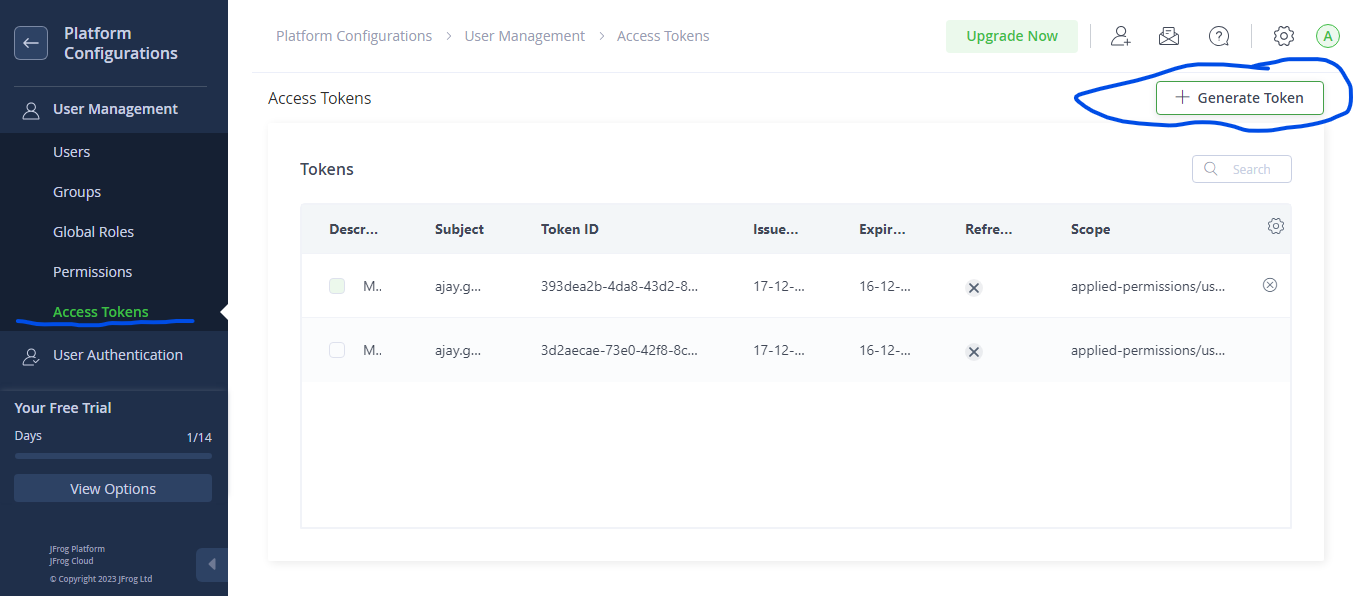 Platform
Configurations
User Management
Users
Groups
Global Roles
Permissions
Access Tokens
User Authentication
Your Free Trial
Days 1/14
View Options
JFrog Platform
JFrog Cloud
© Copyright 2023 JFrog Ltd
Platform Configurations > User Management > Access Tokens
Upgrade Now
A
Access Tokens
+ Generate Token
Tokens
Search
Descr... Subject Token ID Issue... Expir... Refre... Scope
M.. ajay.g... 393dea2b-4da8-43d2-8... 17-12-... 16-12-... applied-permissions/us...
M.. ajay.g... 3d2aecae-73e0-42f8-8c... 17-12-... 16-12-... applied-permissions/us...